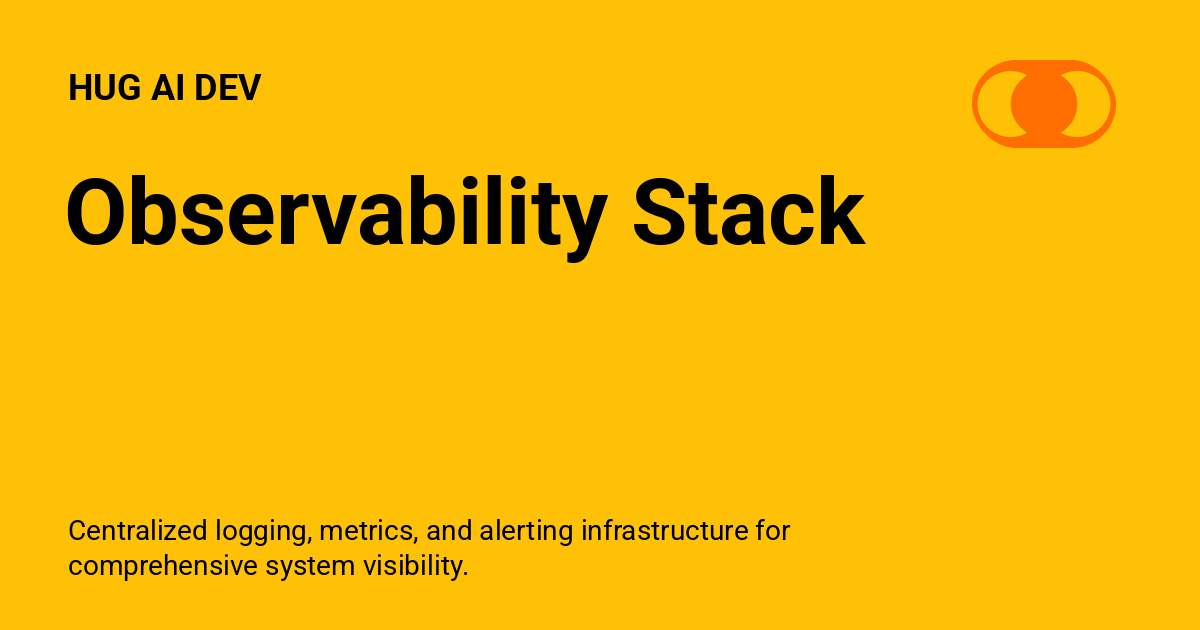 HUG AI DEV
Observability Stack
Centralized logging, metrics, and alerting infrastructure for
comprehensive system visibility.